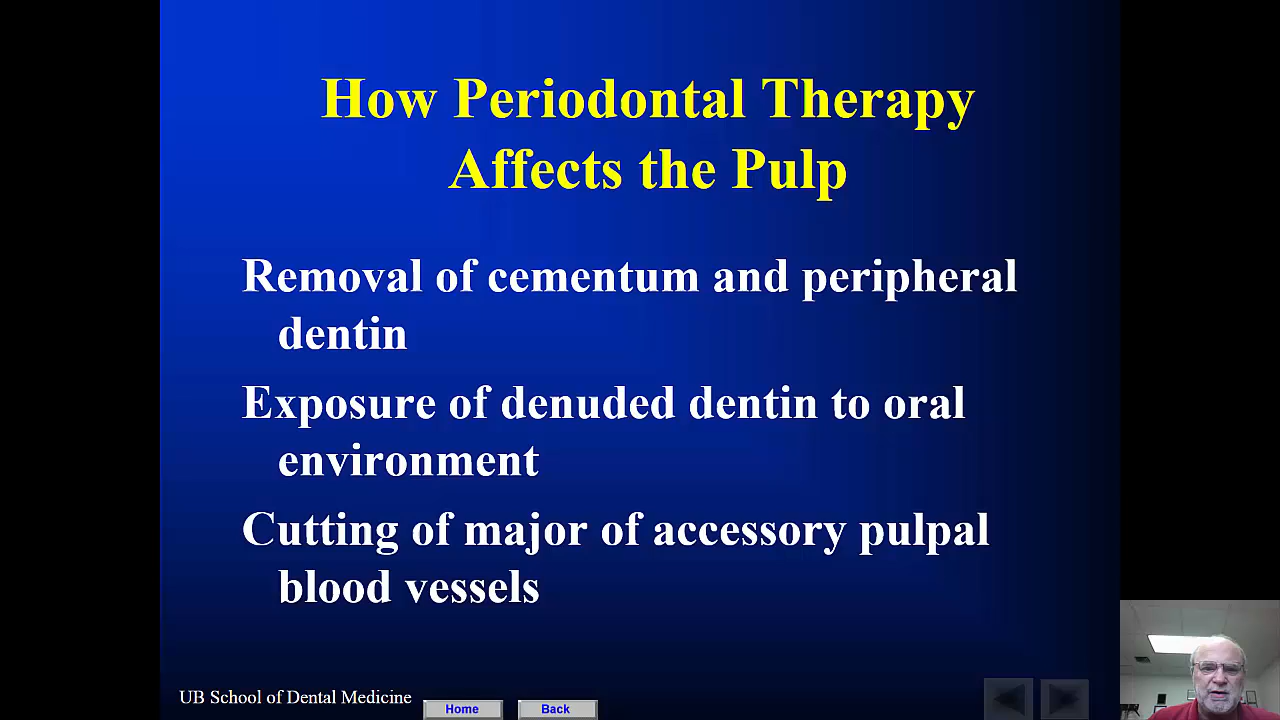 How Periodontal Therapy
Affects the Pulp
Removal of cementum and peripheral
dentin
Exposure of denuded dentin to oral
environment
Cutting of major of accessory pulpal
blood vessels
UB School of Dental Medicine
Home
Back